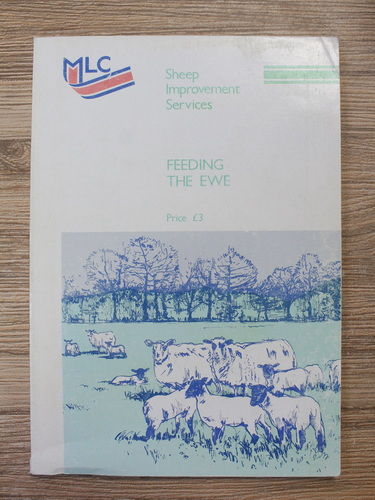 MLC
Sheep
Improvement
Services
FEEDING
THE EWE
Price £3